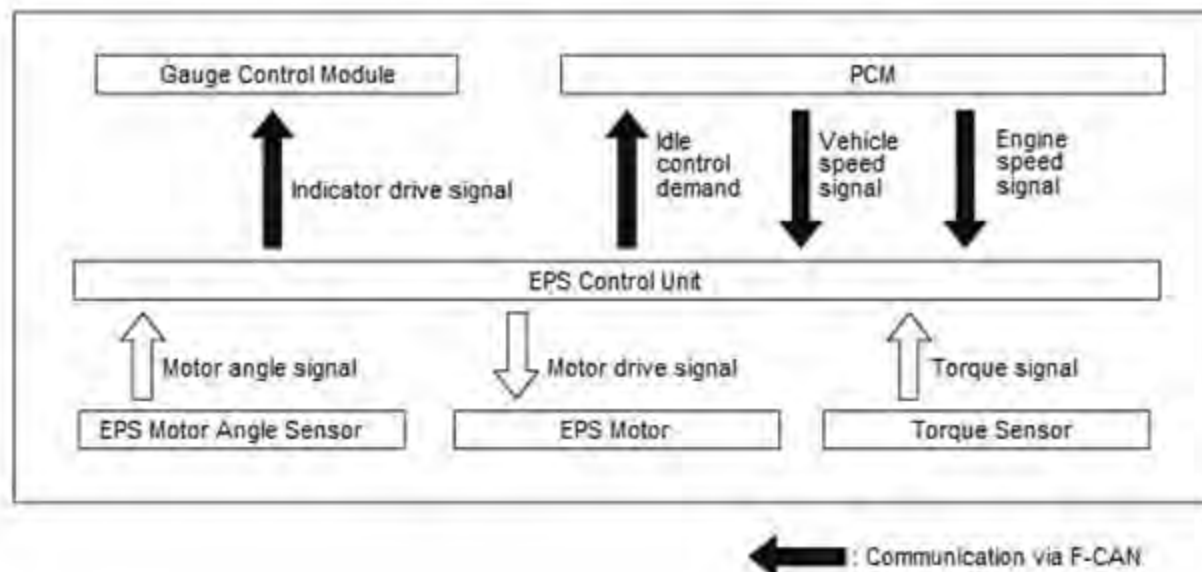 Gauge Control Module
PCM
Indicator drive signal
Idle
control
demand
Vehicle
speed
signal
Engine
speed
signal
EPS Control Unit
Motor angle signal
Motor drive signal
Torque signal
EPS Motor Angle Sensor
EPS Motor
Torque Sensor
: Communication via F-CAN